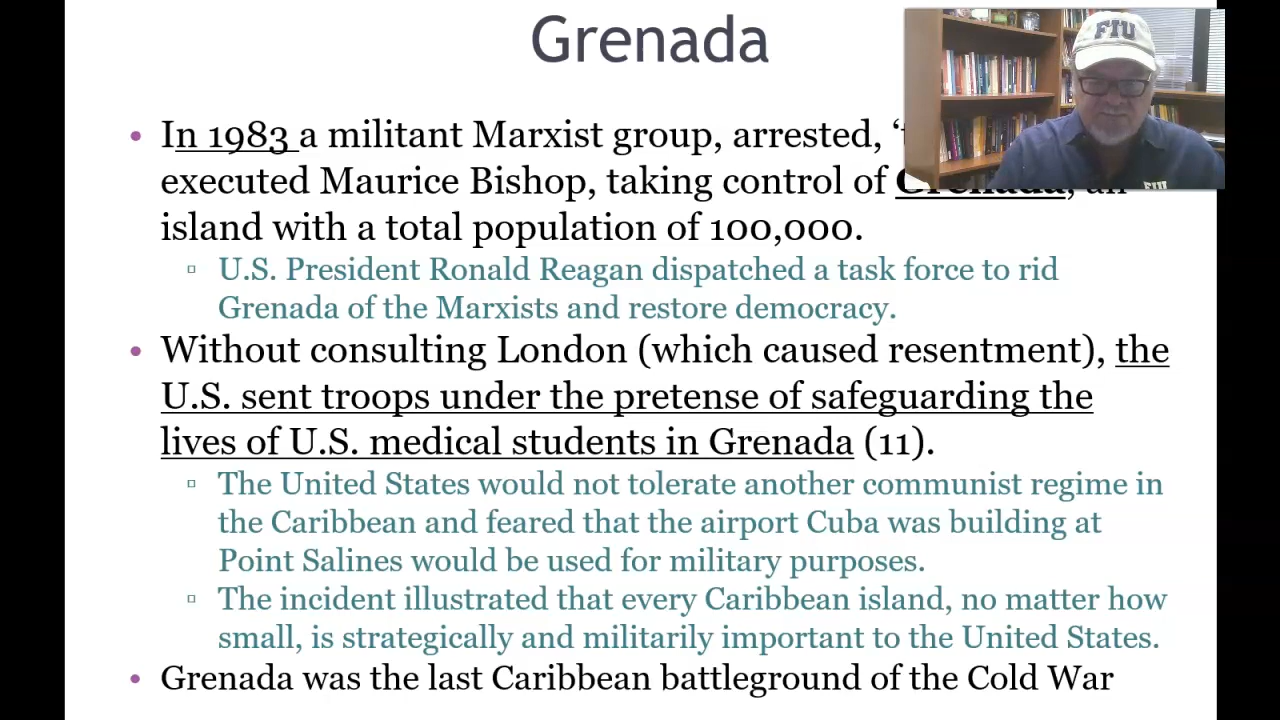 Grenada
FIU
• In 1983 a militant Marxist group, arrested,
executed Maurice Bishop, taking control of Grenada, an
island with a total population of 100,000.
▫ U.S. President Ronald Reagan dispatched a task force to rid
Grenada of the Marxists and restore democracy.
• Without consulting London (which caused resentment), the
U.S. sent troops under the pretense of safeguarding the
lives of U.S. medical students in Grenada (11).
▫ The United States would not tolerate another communist regime in
the Caribbean and feared that the airport Cuba was building at
Point Salines would be used for military purposes.
▫ The incident illustrated that every Caribbean island, no matter how
small, is strategically and militarily important to the United States.
• Grenada was the last Caribbean battleground of the Cold War
FIU